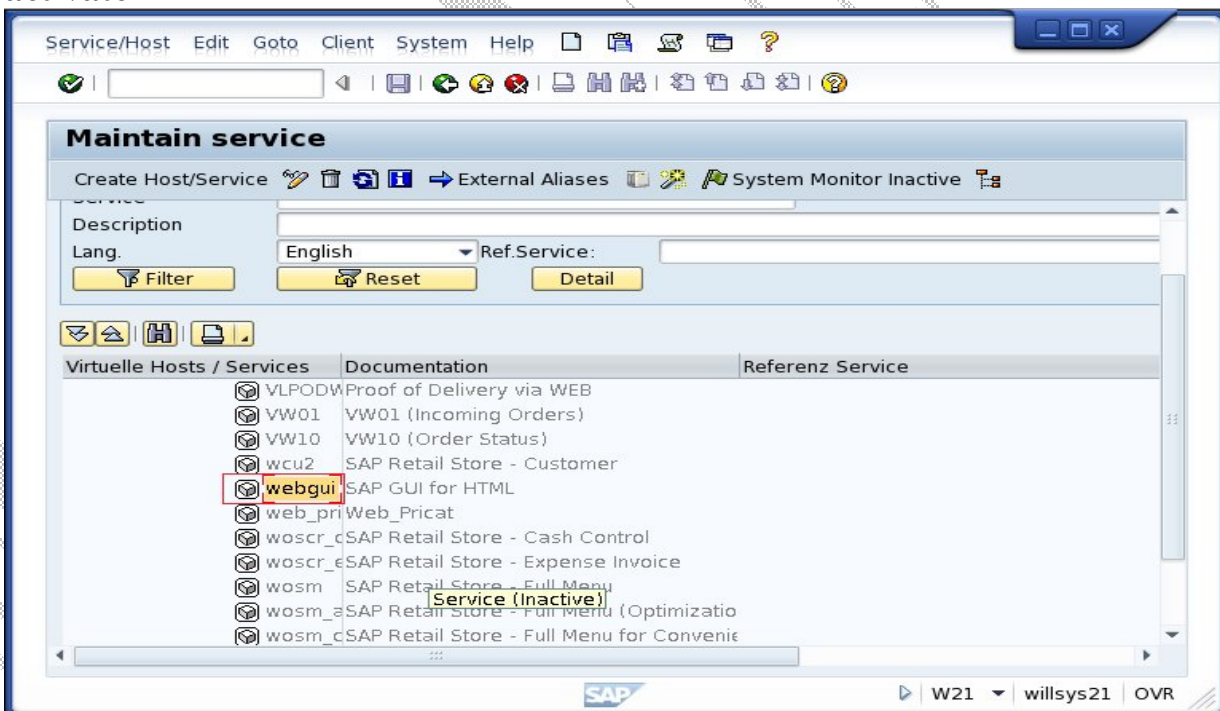 Service/Host Edit Goto Client System Help
Maintain service
Create Host/Service External Aliases System Monitor Inactive
Service
Description
Lang. English Ref.Service:
Filter Reset Detail
Virtuelle Hosts / Services Documentation Referenz Service
VLPODW Proof of Delivery via WEB
VW01 VW01 (Incoming Orders)
VW10 VW10 (Order Status)
wcu2 SAP Retail Store - Customer
webgui SAP GUI for HTML
web_pri Web_Pricat
woscr_c SAP Retail Store - Cash Control
woscr_e SAP Retail Store - Expense Invoice
wosm SAP Retail Store - Full Menu
Service (Inactive)
wosm_a SAP Retail Store - Full Menu (Optimizatio
wosm_c SAP Retail Store - Full Menu for Convenie
SAP W21 willsys21 OVR